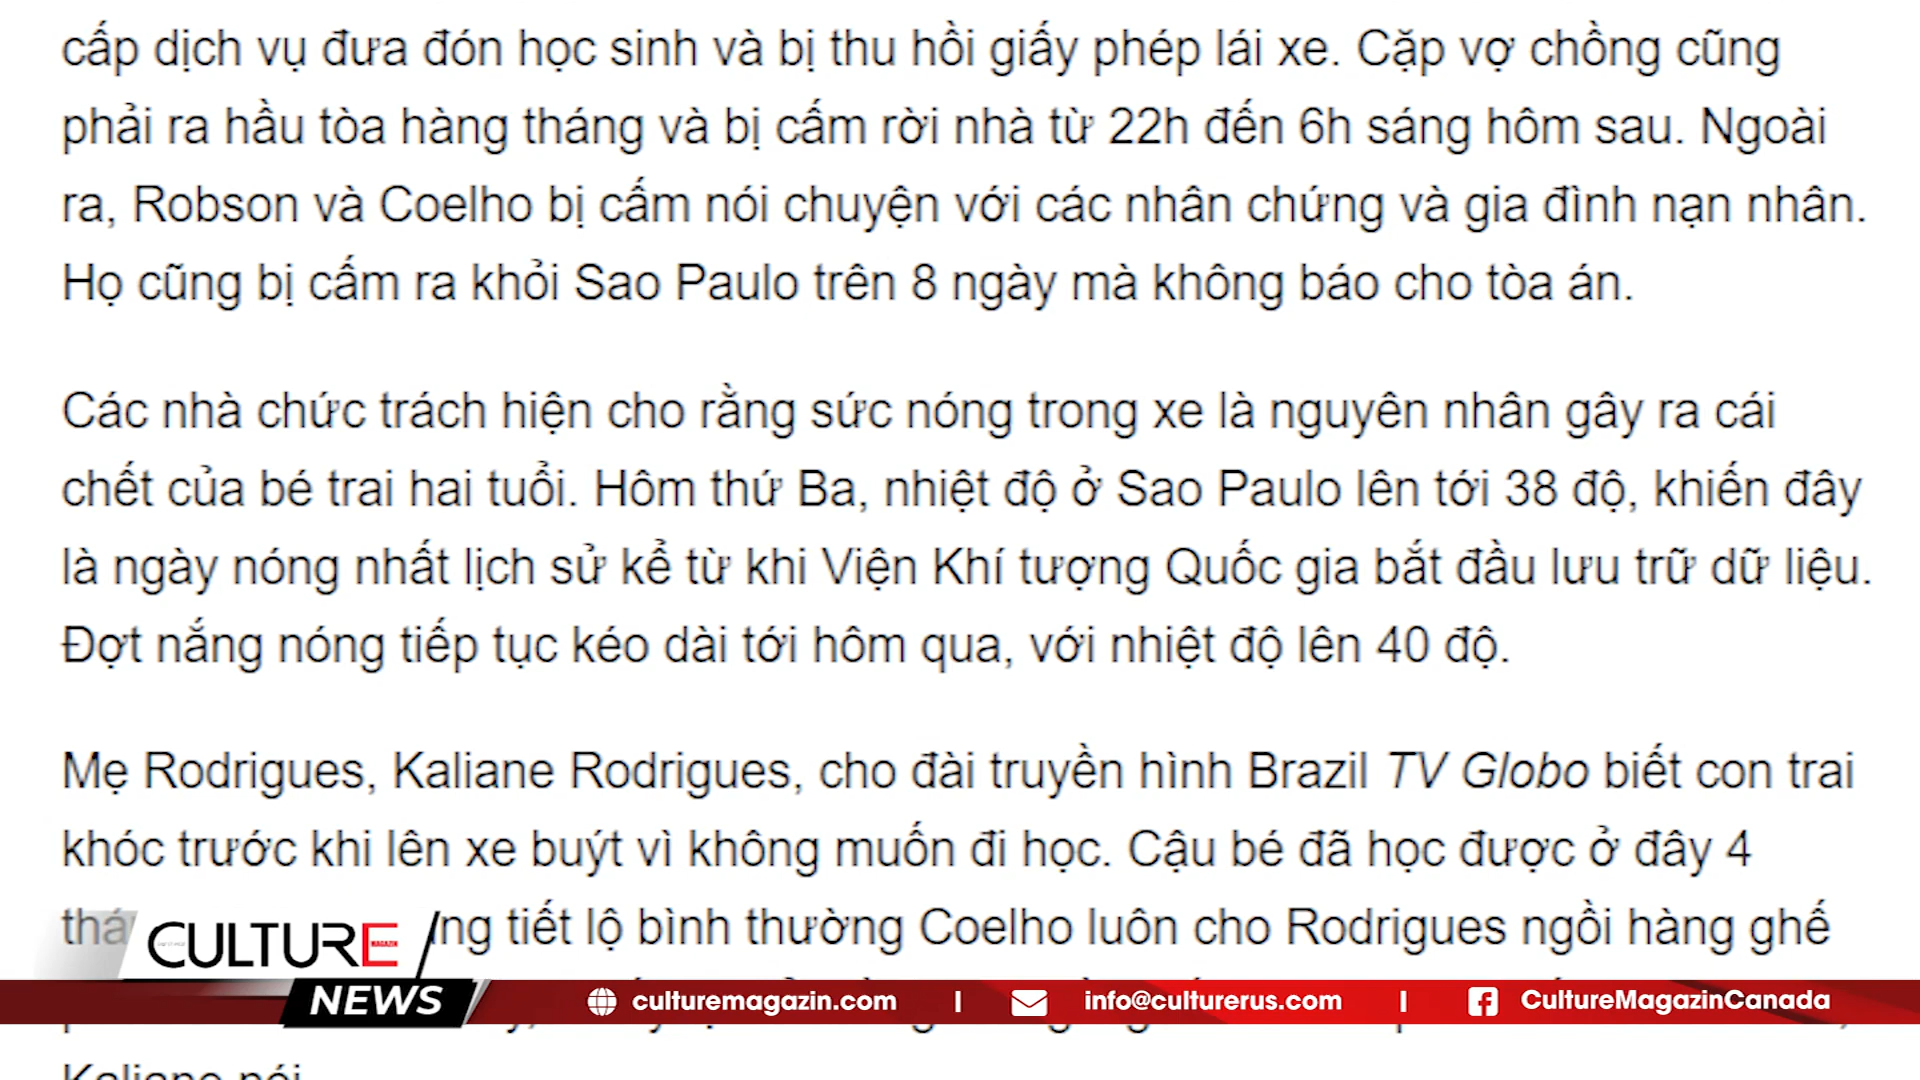 cấp dịch vụ đưa đón học sinh và bị thu hồi giấy phép lái xe. Cặp vợ chồng cũng
phải ra hầu tòa hàng tháng và bị cấm rời nhà từ 22h đến 6h sáng hôm sau. Ngoài
ra, Robson và Coelho bị cấm nói chuyện với các nhân chứng và gia đình nạn nhân.
Họ cũng bị cấm ra khỏi Sao Paulo trên 8 ngày mà không báo cho tòa án.
Các nhà chức trách hiện cho rằng sức nóng trong xe là nguyên nhân gây ra cái
chết của bé trai hai tuổi. Hôm thứ Ba, nhiệt độ ở Sao Paulo lên tới 38 độ, khiến đây
là ngày nóng nhất lịch sử kể từ khi Viện Khí tượng Quốc gia bắt đầu lưu trữ dữ liệu.
Đợt nắng nóng tiếp tục kéo dài tới hôm qua, với nhiệt độ lên 40 độ.
Mẹ Rodrigues, Kaliane Rodrigues, cho đài truyền hình Brazil TV Globo biết con trai
khóc trước khi lên xe buýt vì không muốn đi học. Cậu bé đã học được ở đây 4
tiết lộ bình thường Coelho luôn cho Rodrigues ngồi hàng ghế
CULTURE MAGAZIN
NEWS culturemagazin.com | info@culturerus.com | CultureMagazinCanada
Kaliane nói